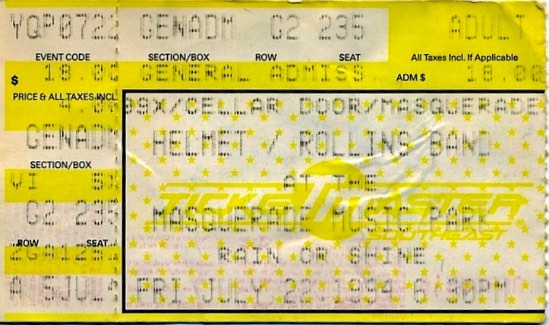 YQP0722 GENADM G2 235 ADULT
EVENT CODE SECTION/BOX ROW SEAT All Taxes Incl. If Applicable
$ 18.00 GENERAL ADMISS ADM $ 18.00
PRICE & ALL TAXES INCL
99X/CELLAR DOOR/MASQUERADE
GENADM HELMET / ROLLINS BAND
SECTION/BOX AT THE
TICKETMASTER
SOUTHEAST
G2 235 MASQUERADE MUSIC PARK
ROW SEAT RAIN OR SHINE
FRI JULY 22 1994 6:30PM